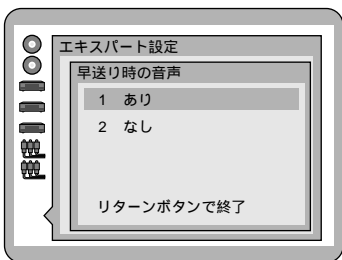 エキスパート設定
早送り時の音声
1 あり
2 なし
リターンボタンで終了